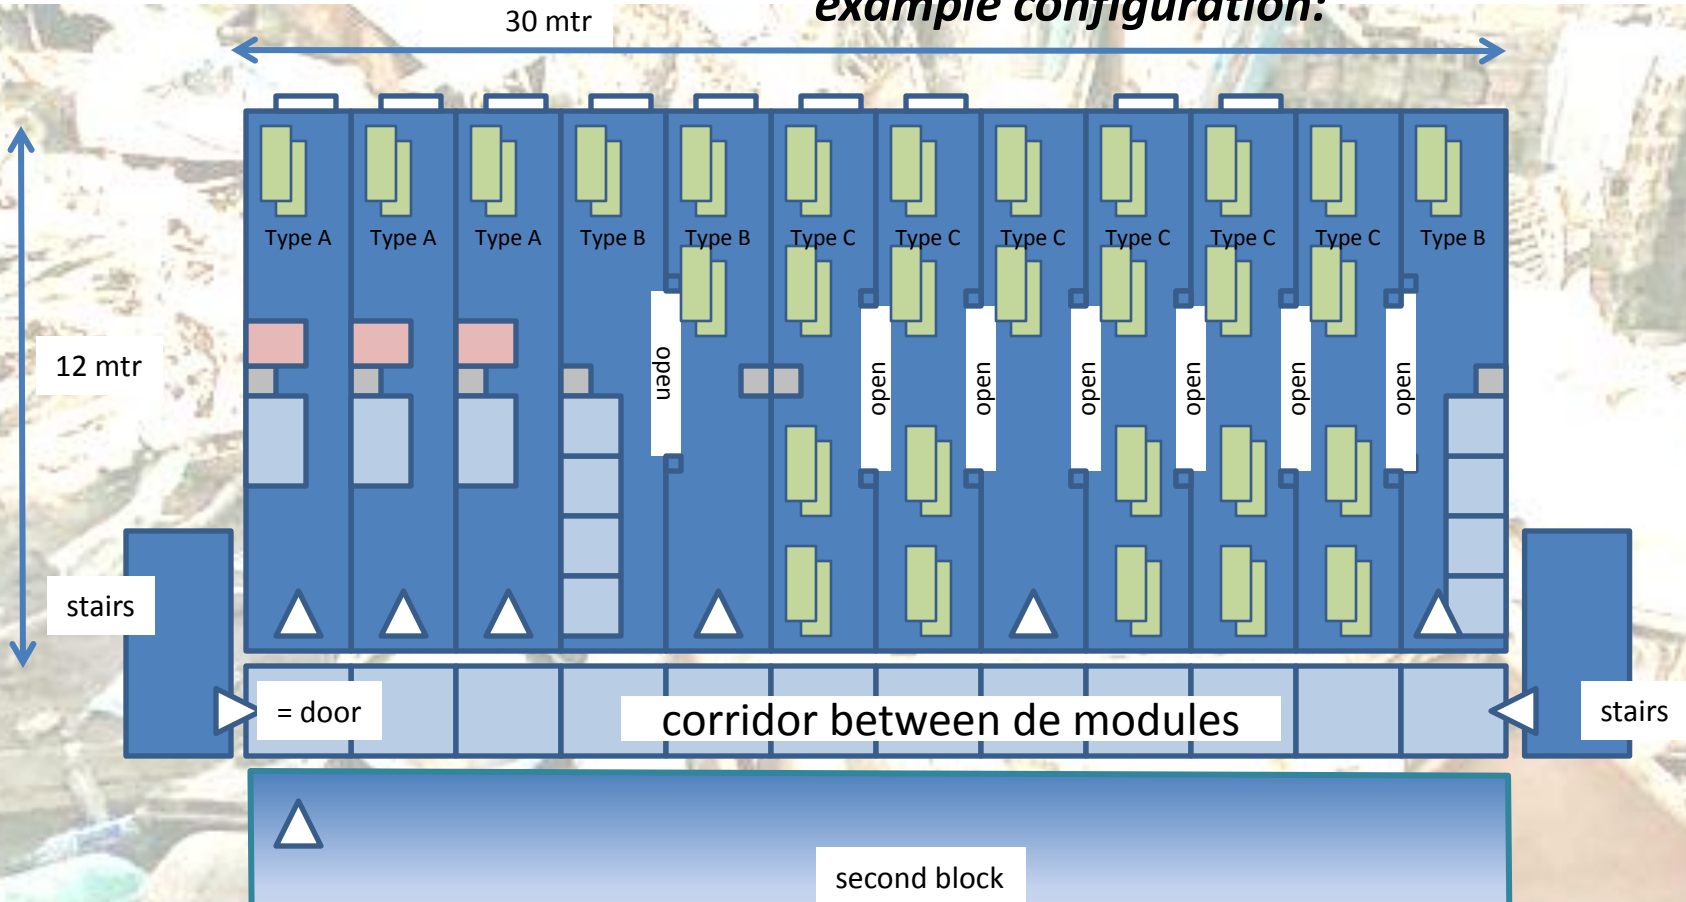 example configuration:
30 mtr
Type A
Type A
Type A
Type B
Type B
Type C
Type C
Type C
Type C
Type C
Type C
Type B
12 mtr
open
open
open
open
open
open
open
stairs
= door
corridor between de modules
stairs
second block